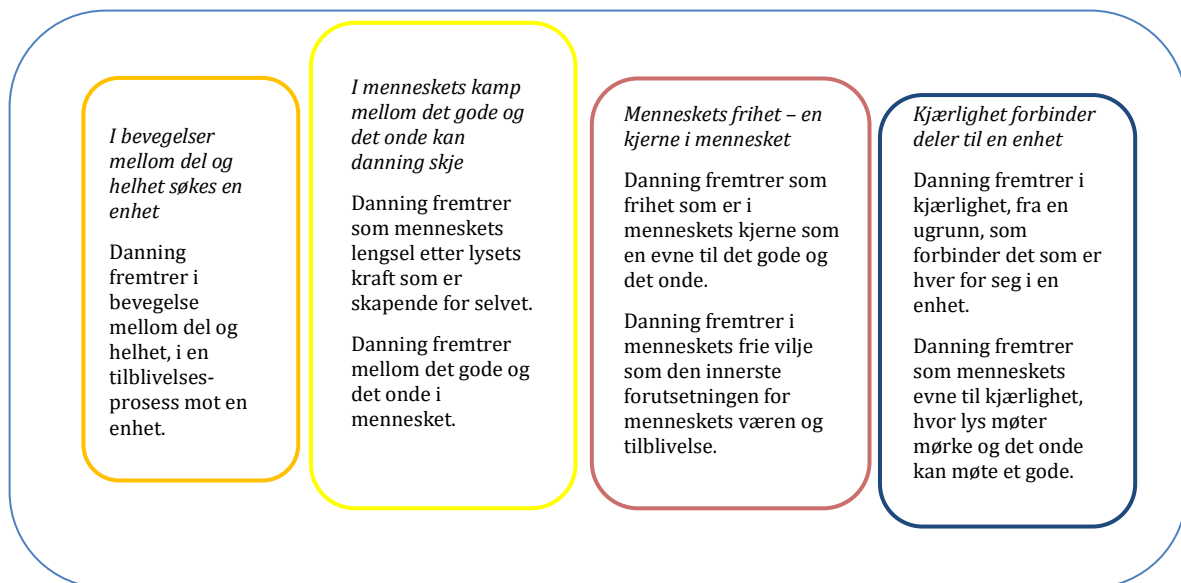 I bevegelser
mellom del og
helhet søkes en
enhet
Danning
fremtrer i
bevegelse
mellom del og
helhet, i en
tilblivelses-
prosess mot en
enhet.
I menneskets kamp
mellom det gode og
det onde kan
danning skje
Danning fremtrer
som menneskets
lengsel etter lysets
kraft som er
skapende for selvet.
Danning fremtrer
mellom det gode og
det onde i
mennesket.
Menneskets frihet – en
kjerne i mennesket
Danning fremtrer som
frihet som er i
menneskets kjerne som
en evne til det gode og
det onde.
Danning fremtrer i
menneskets frie vilje
som den innerste
forutsetningen for
menneskets væren og
tilblivelse.
Kjærlighet forbinder
deler til en enhet
Danning fremtrer i
kjærlighet, fra en
ugrunn, som
forbinder det som er
hver for seg i en
enhet.
Danning fremtrer
som menneskets
evne til kjærlighet,
hvor lys møter
mørke og det onde
kan møte et gode.